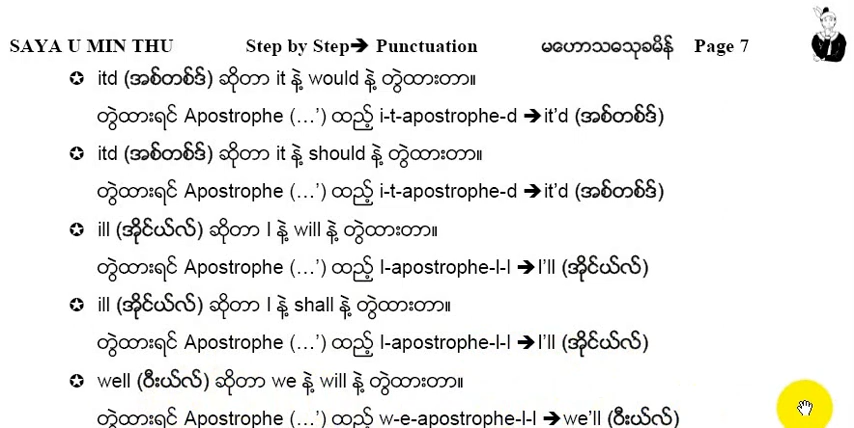 SAYA U MIN THU Step by Step➔ Punctuation မဟောသဓသုခမိန် Page 7
✪ itd (အစ်တစ်ဒ်) ဆိုတာ it နဲ့ would နဲ့ တွဲထားတာ။
တွဲထားရင် Apostrophe (…’) ထည့် i-t-apostrophe-d ➔it’d (အစ်တစ်ဒ်)
✪ itd (အစ်တစ်ဒ်) ဆိုတာ it နဲ့ should နဲ့ တွဲထားတာ။
တွဲထားရင် Apostrophe (…’) ထည့် i-t-apostrophe-d ➔it’d (အစ်တစ်ဒ်)
✪ ill (အိုင်ယ်လ်) ဆိုတာ I နဲ့ will နဲ့ တွဲထားတာ။
တွဲထားရင် Apostrophe (…’) ထည့် I-apostrophe-l-l ➔I’ll (အိုင်ယ်လ်)
✪ ill (အိုင်ယ်လ်) ဆိုတာ I နဲ့ shall နဲ့ တွဲထားတာ။
တွဲထားရင် Apostrophe (…’) ထည့် I-apostrophe-l-l ➔I’ll (အိုင်ယ်လ်)
✪ well (ဝီးယ်လ်) ဆိုတာ we နဲ့ will နဲ့ တွဲထားတာ။
တွဲထားရင် Apostrophe (…’) ထည့် w-e-apostrophe-l-l ➔we’ll (ဝီးယ်လ်)